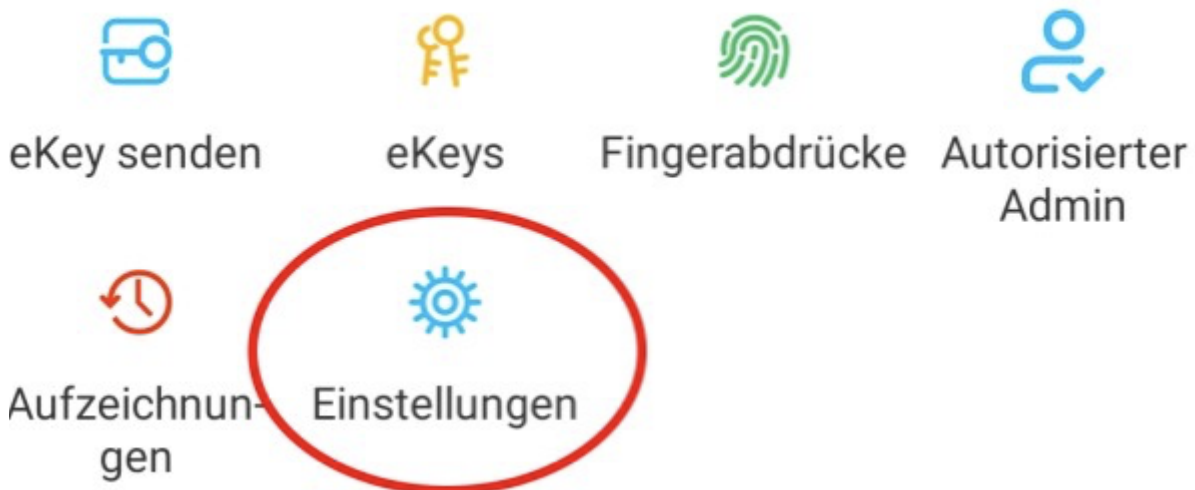 eKey senden
eKeys
Fingerabdrücke
Autorisierter
Admin
Aufzeichnun-
gen
Einstellungen